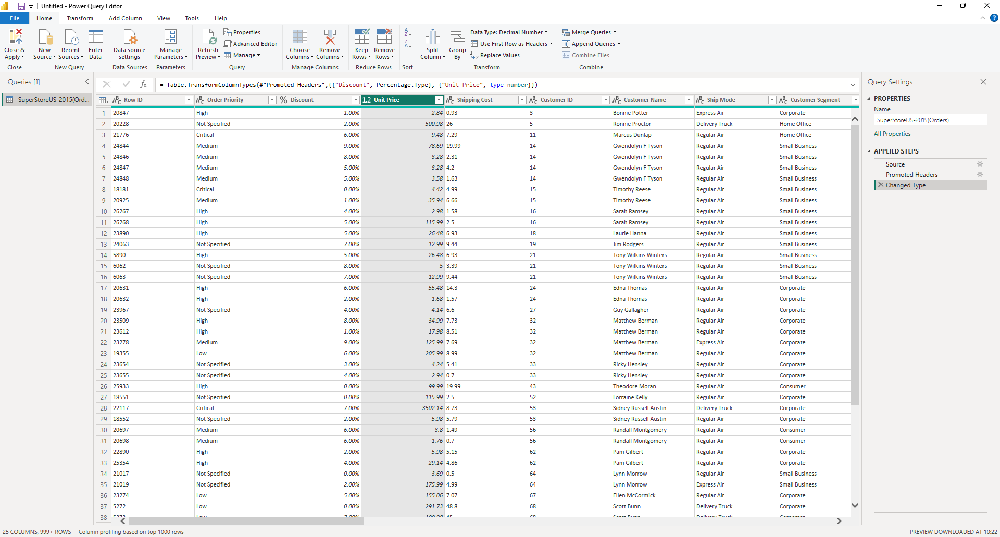 Untitled - Power Query Editor
File Home Transform Add Column View Tools Help
Close & Apply
New Source
Recent Sources
Enter Data
Data source settings
Manage Parameters
Refresh Preview
Properties
Advanced Editor
Manage
Choose Columns
Remove Columns
Keep Rows
Remove Rows
Split Column
Group By
Data Type: Decimal Number
Use First Row as Headers
Replace Values
Merge Queries
Append Queries
Combine Files
Close New Query Data Sources Parameters Query Manage Columns Reduce Rows Sort Transform Combine
Queries [1]
SuperStoreUS-2015(Ord...
= Table.TransformColumnTypes(#"Promoted Headers",{{"Discount", Percentage.Type}, {"Unit Price", type number}})
Row ID Order Priority % Discount 1.2 Unit Price Shipping Cost Customer ID Customer Name Ship Mode Customer Segment
1 20847 High 1.00% 2.84 0.93 3 Bonnie Potter Express Air Corporate
2 20228 Not Specified 2.00% 500.98 26 5 Ronnie Proctor Delivery Truck Home Office
3 21776 Critical 6.00% 9.48 7.29 11 Marcus Dunlap Regular Air Home Office
4 24844 Medium 9.00% 78.69 19.99 14 Gwendolyn F Tyson Regular Air Small Business
5 24846 Medium 8.00% 3.28 2.31 14 Gwendolyn F Tyson Regular Air Small Business
6 24847 Medium 5.00% 3.28 4.2 14 Gwendolyn F Tyson Regular Air Small Business
7 24848 Medium 5.00% 3.58 1.63 14 Gwendolyn F Tyson Regular Air Small Business
8 18181 Critical 0.00% 4.42 4.99 15 Timothy Reese Regular Air Small Business
9 20925 Medium 1.00% 35.94 6.66 15 Timothy Reese Regular Air Small Business
10 26267 High 4.00% 2.98 1.58 16 Sarah Ramsey Regular Air Small Business
11 26268 High 5.00% 115.99 2.5 16 Sarah Ramsey Regular Air Small Business
12 23890 High 5.00% 26.48 6.93 18 Laurie Hanna Regular Air Small Business
13 24063 Not Specified 7.00% 12.99 9.44 19 Jim Rodgers Regular Air Small Business
14 5890 High 5.00% 26.48 6.93 21 Tony Wilkins Winters Regular Air Small Business
15 6062 Not Specified 8.00% 5 3.39 21 Tony Wilkins Winters Regular Air Small Business
16 6063 Not Specified 7.00% 12.99 9.44 21 Tony Wilkins Winters Regular Air Small Business
17 20631 High 6.00% 55.48 14.3 24 Edna Thomas Regular Air Corporate
18 20632 High 2.00% 1.68 1.57 24 Edna Thomas Regular Air Corporate
19 23967 Not Specified 4.00% 4.14 6.6 27 Guy Gallagher Regular Air Corporate
20 23509 High 8.00% 34.99 7.73 32 Matthew Berman Regular Air Corporate
21 23612 High 1.00% 17.98 8.51 32 Matthew Berman Regular Air Corporate
22 23278 Medium 9.00% 125.99 7.69 32 Matthew Berman Express Air Corporate
23 19355 Low 6.00% 205.99 8.99 32 Matthew Berman Regular Air Corporate
24 23654 Not Specified 3.00% 4.24 5.41 33 Ricky Hensley Regular Air Corporate
25 23655 Not Specified 4.00% 2.94 0.7 33 Ricky Hensley Regular Air Corporate
26 25933 High 0.00% 99.99 19.99 43 Theodore Moran Regular Air Consumer
27 18551 Not Specified 0.00% 115.99 2.5 52 Lorraine Kelly Regular Air Corporate
28 22117 Critical 7.00% 3502.14 8.73 53 Sidney Russell Austin Delivery Truck Corporate
29 18552 Not Specified 2.00% 5.98 5.79 53 Sidney Russell Austin Regular Air Corporate
30 20697 Medium 6.00% 3.8 1.49 56 Randall Montgomery Regular Air Consumer
31 20698 Medium 6.00% 1.76 0.7 56 Randall Montgomery Regular Air Consumer
32 22890 High 2.00% 5.98 5.15 62 Pam Gilbert Regular Air Corporate
33 25354 High 4.00% 29.14 4.86 62 Pam Gilbert Regular Air Corporate
34 21017 Not Specified 0.00% 3.69 0.5 64 Lynn Morrow Regular Air Small Business
35 21019 Not Specified 2.00% 175.99 4.99 64 Lynn Morrow Express Air Small Business
36 23274 Low 5.00% 155.06 7.07 67 Ellen McCormick Regular Air Corporate
37 5272 Low 0.00% 291.73 48.8 68 Scott Bunn Delivery Truck Corporate
38
Query Settings
PROPERTIES
Name
SuperStoreUS-2015(Orders)
All Properties
APPLIED STEPS
Source
Promoted Headers
Changed Type
25 COLUMNS, 999+ ROWS Column profiling based on top 1000 rows
PREVIEW DOWNLOADED AT 10:22